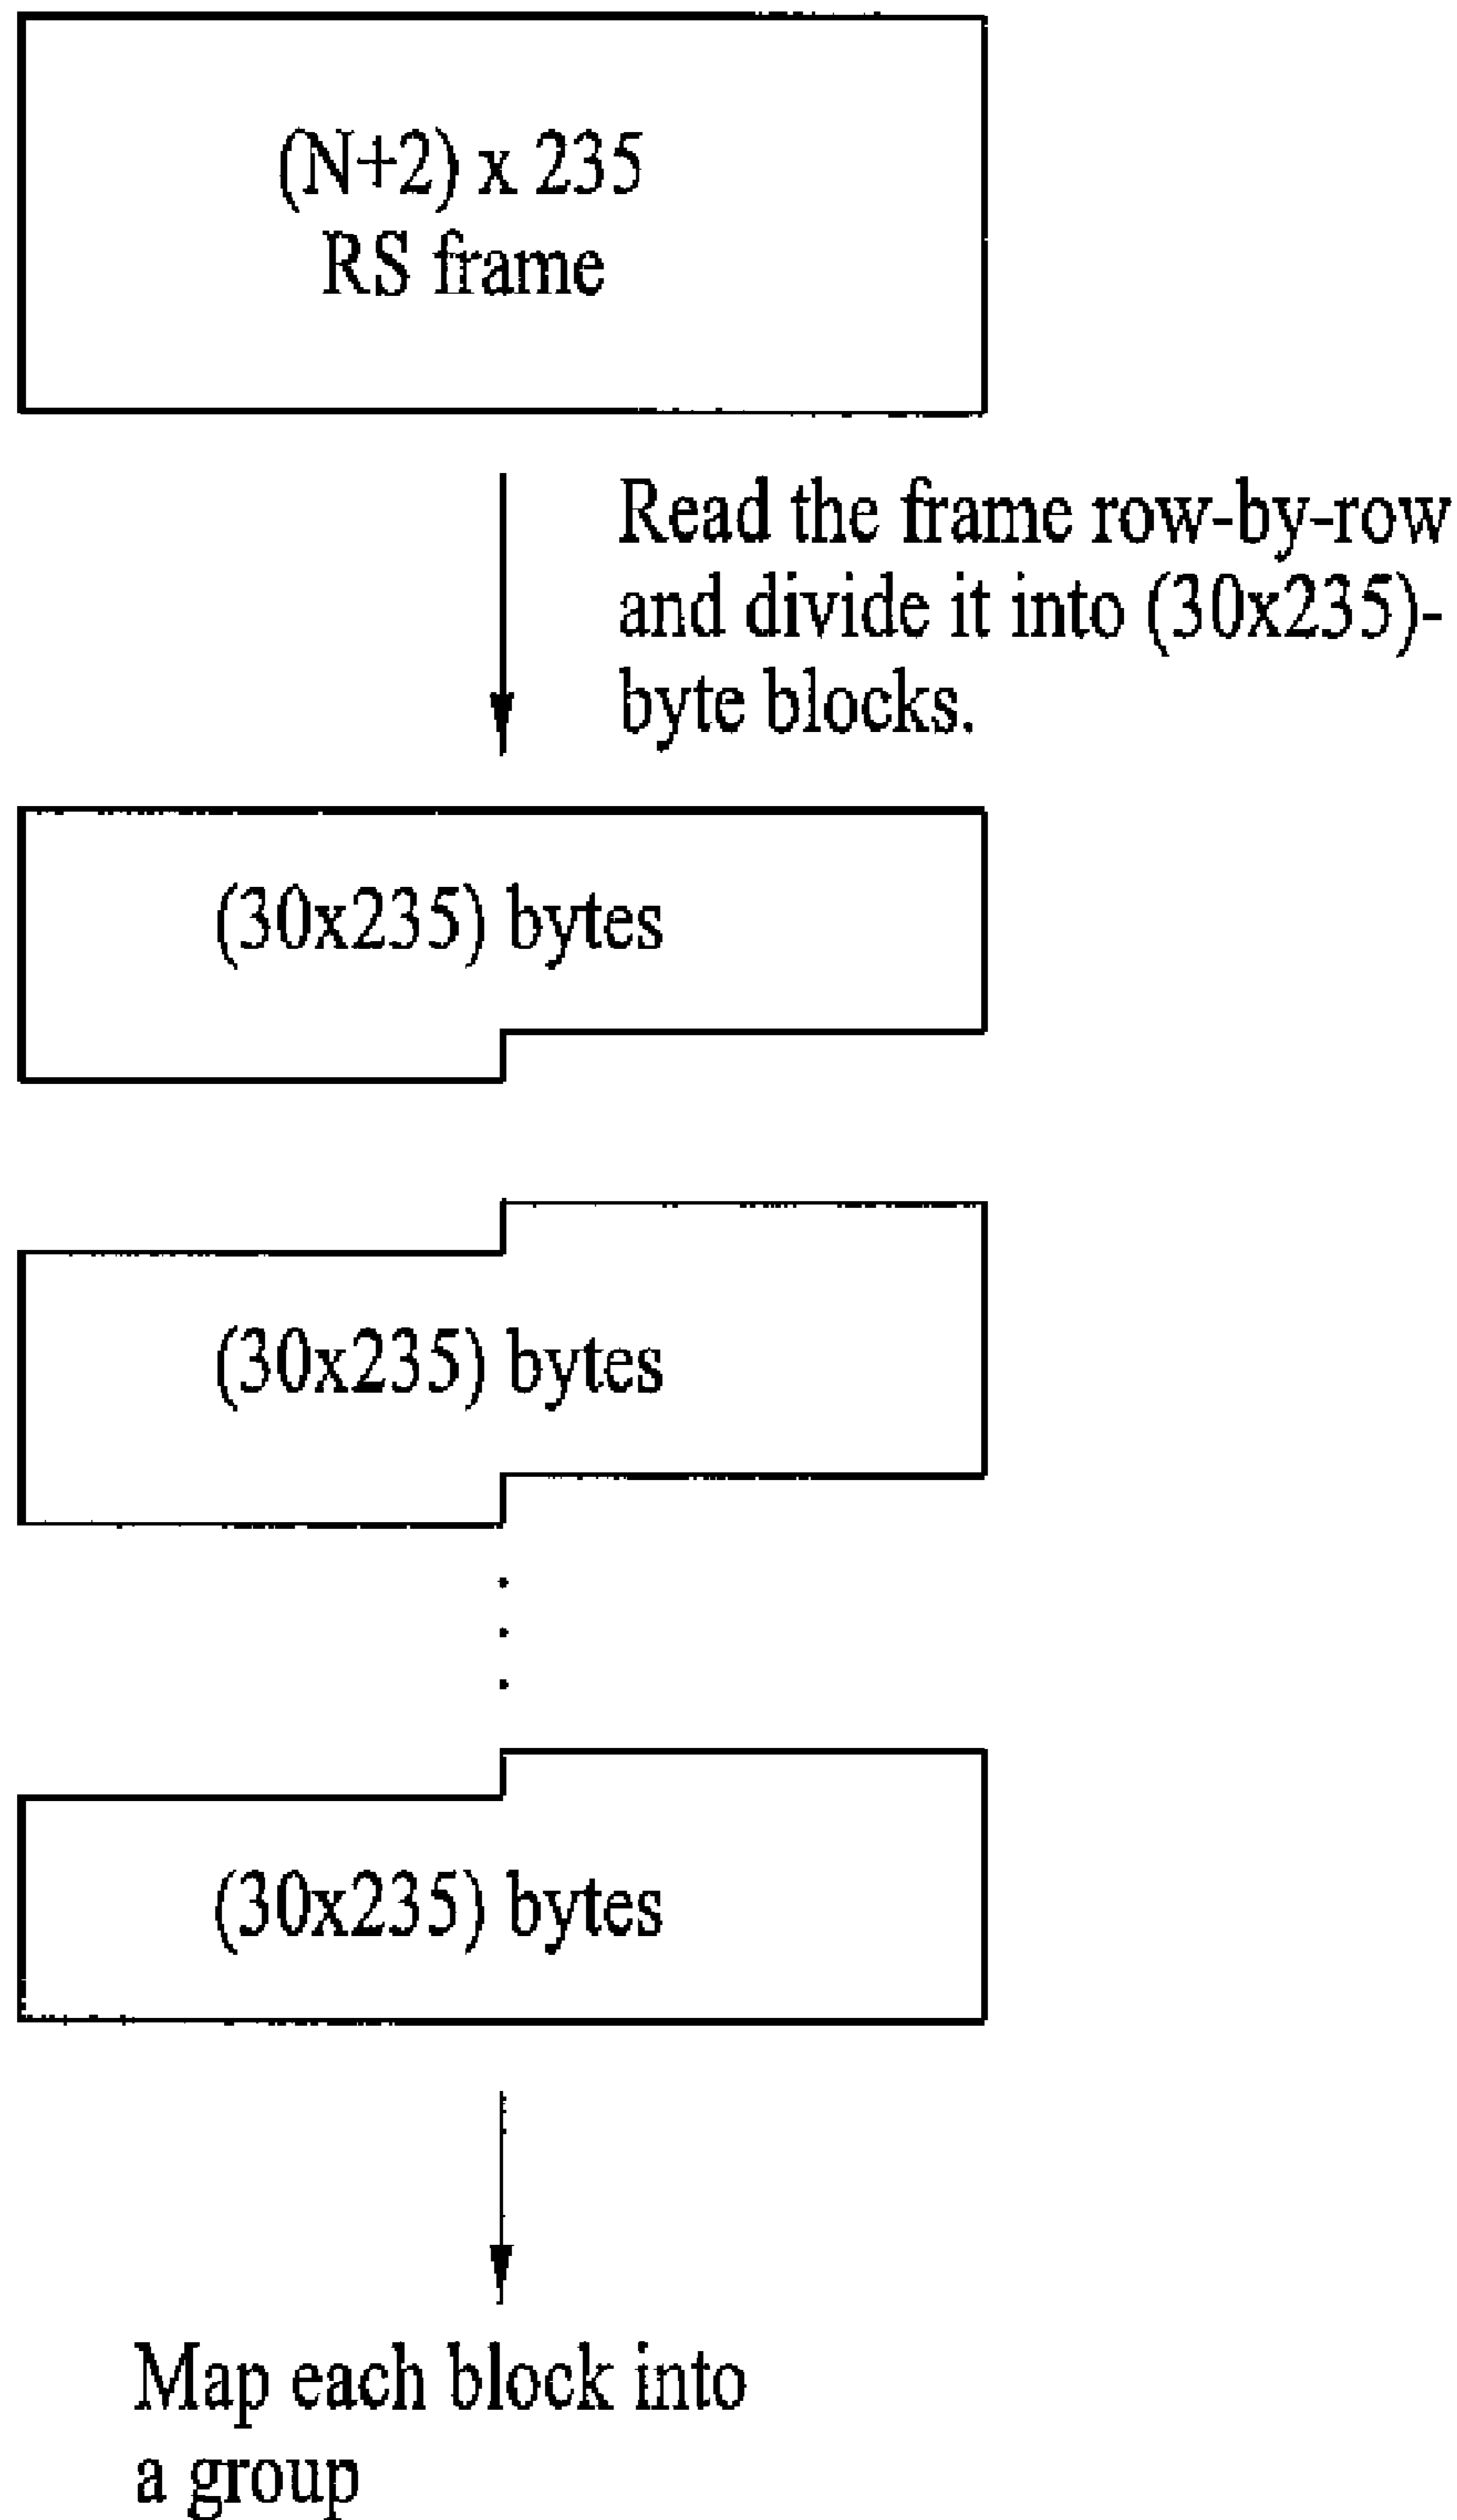 (N+2) x 235
RS frame
Read the frame row-by-row
and divide it into (30x235)-
byte blocks.
(30x235) bytes
(30x235) bytes
(30x235) bytes
Map each block into
a group